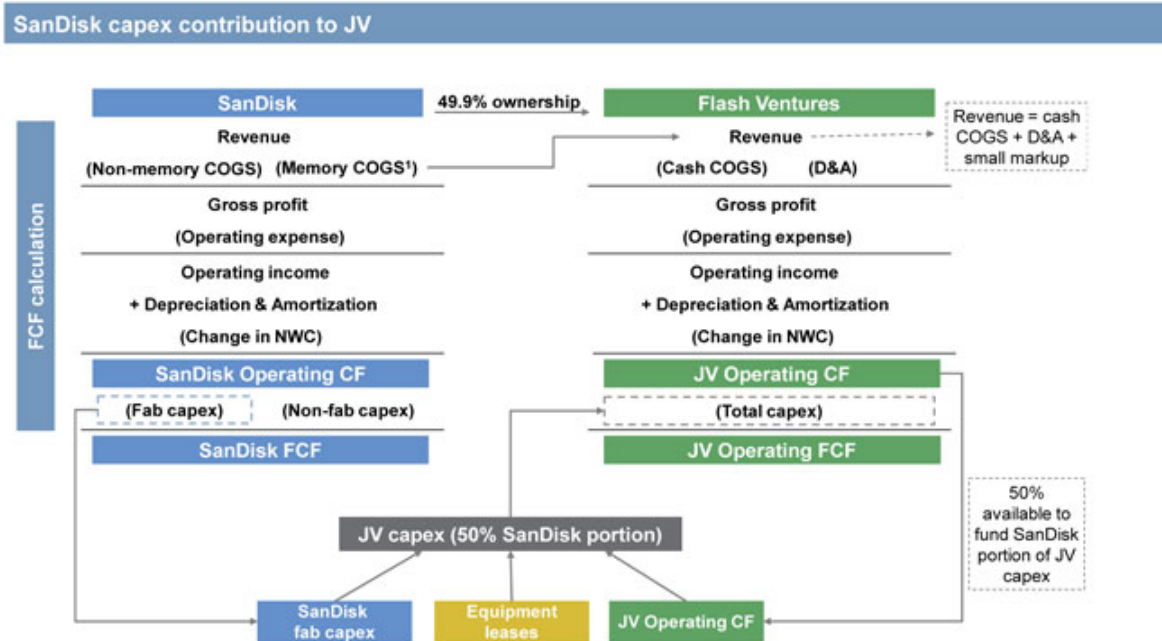 SanDisk capex contribution to JV
FCF calculation
SanDisk
49.9% ownership
Flash Ventures
Revenue
(Non-memory COGS) (Memory COGS¹)
Gross profit
(Operating expense)
Operating income
+ Depreciation & Amortization
(Change in NWC)
SanDisk Operating CF
(Fab capex) (Non-fab capex)
SanDisk FCF
Revenue
(Cash COGS) (D&A)
Gross profit
(Operating expense)
Operating income
+ Depreciation & Amortization
(Change in NWC)
JV Operating CF
(Total capex)
JV Operating FCF
Revenue = cash
COGS + D&A +
small markup
50%
available to
fund SanDisk
portion of JV
capex
JV capex (50% SanDisk portion)
SanDisk
fab capex
Equipment
leases
JV Operating CF